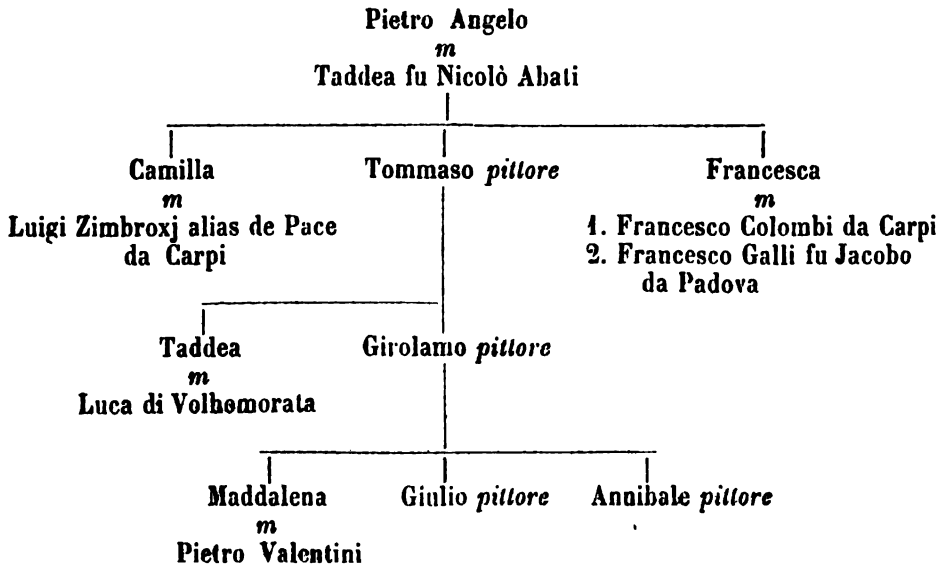 Pietro Angelo
m
Taddea fu Nicolò Abati
Camilla
m
Luigi Zimbroxj alias de Pace
da Carpi
Tommaso pittore
Francesca
m
1. Francesco Colombi da Carpi
2. Francesco Galli fu Jacobo
da Padova
Taddea
m
Luca di Volhomorata
Girolamo pittore
Maddalena
m
Pietro Valentini
Giulio pittore
Annibale pittore